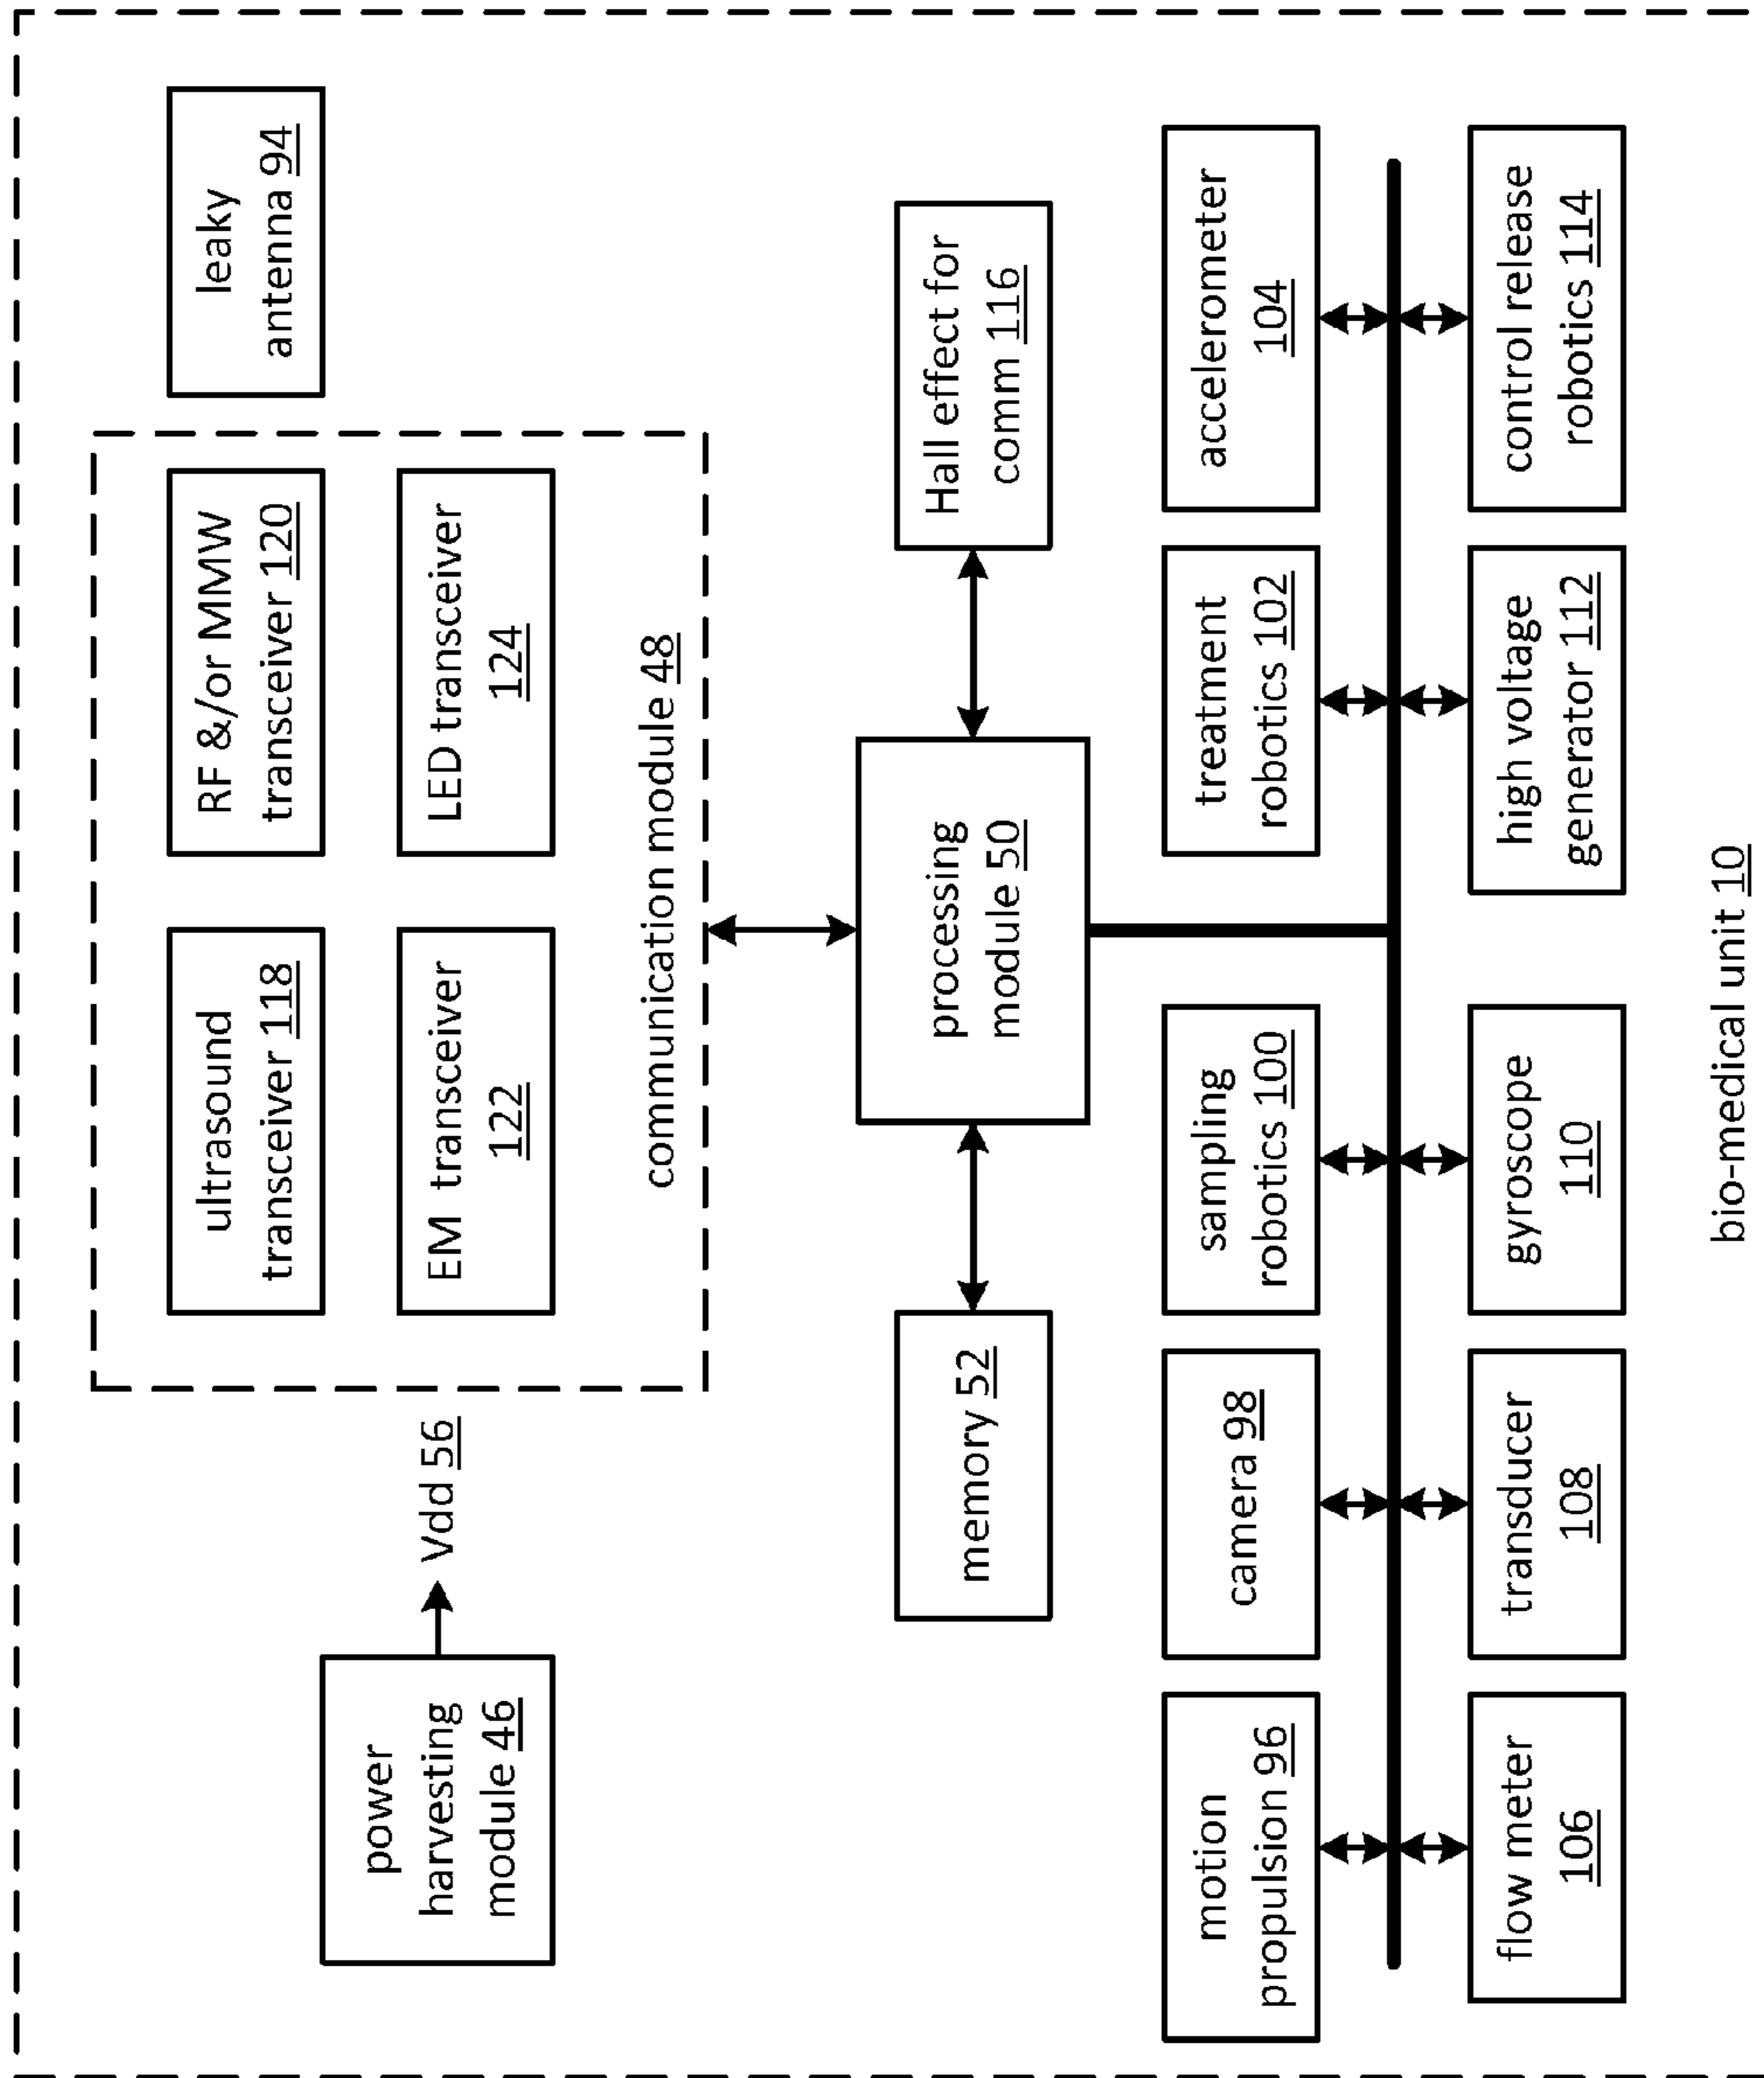 power
harvesting
module 46
Vdd 56
ultrasound
transceiver 118
RF &/or MMW
transceiver 120
EM transceiver
122
LED transceiver
124
communication module 48
leaky
antenna 94
memory 52
processing
module 50
Hall effect for
comm 116
motion
propulsion 96
camera 98
sampling
robotics 100
treatment
robotics 102
accelerometer
104
flow meter
106
transducer
108
gyroscope
110
high voltage
generator 112
control release
robotics 114
bio-medical unit 10